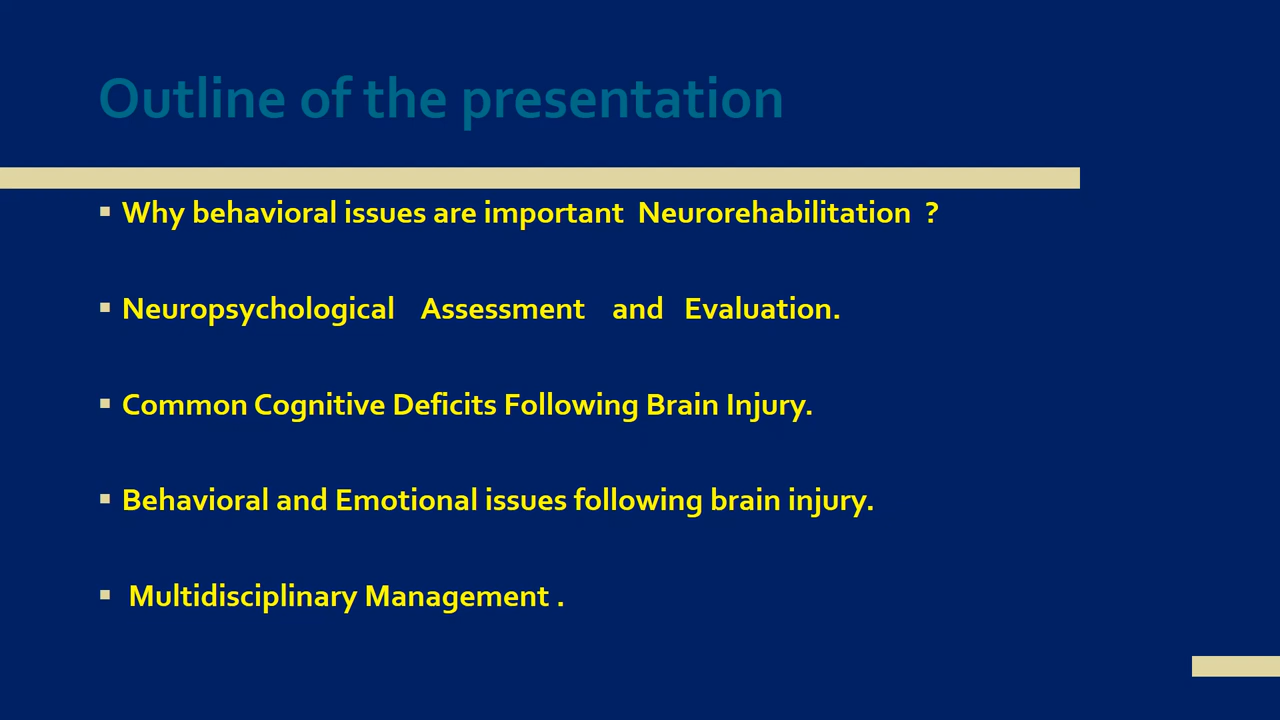 Outline of the presentation
▪ Why behavioral issues are important Neurorehabilitation ?
▪ Neuropsychological Assessment and Evaluation.
▪ Common Cognitive Deficits Following Brain Injury.
▪ Behavioral and Emotional issues following brain injury.
▪ Multidisciplinary Management .